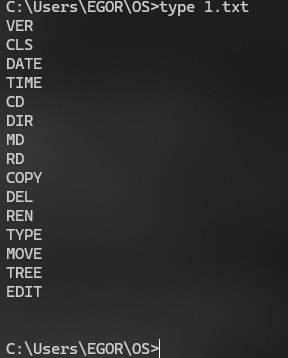 C:\Users\EGOR\OS>type 1.txt
VER
CLS
DATE
TIME
CD
DIR
MD
RD
COPY
DEL
REN
TYPE
MOVE
TREE
EDIT
C:\Users\EGOR\OS>